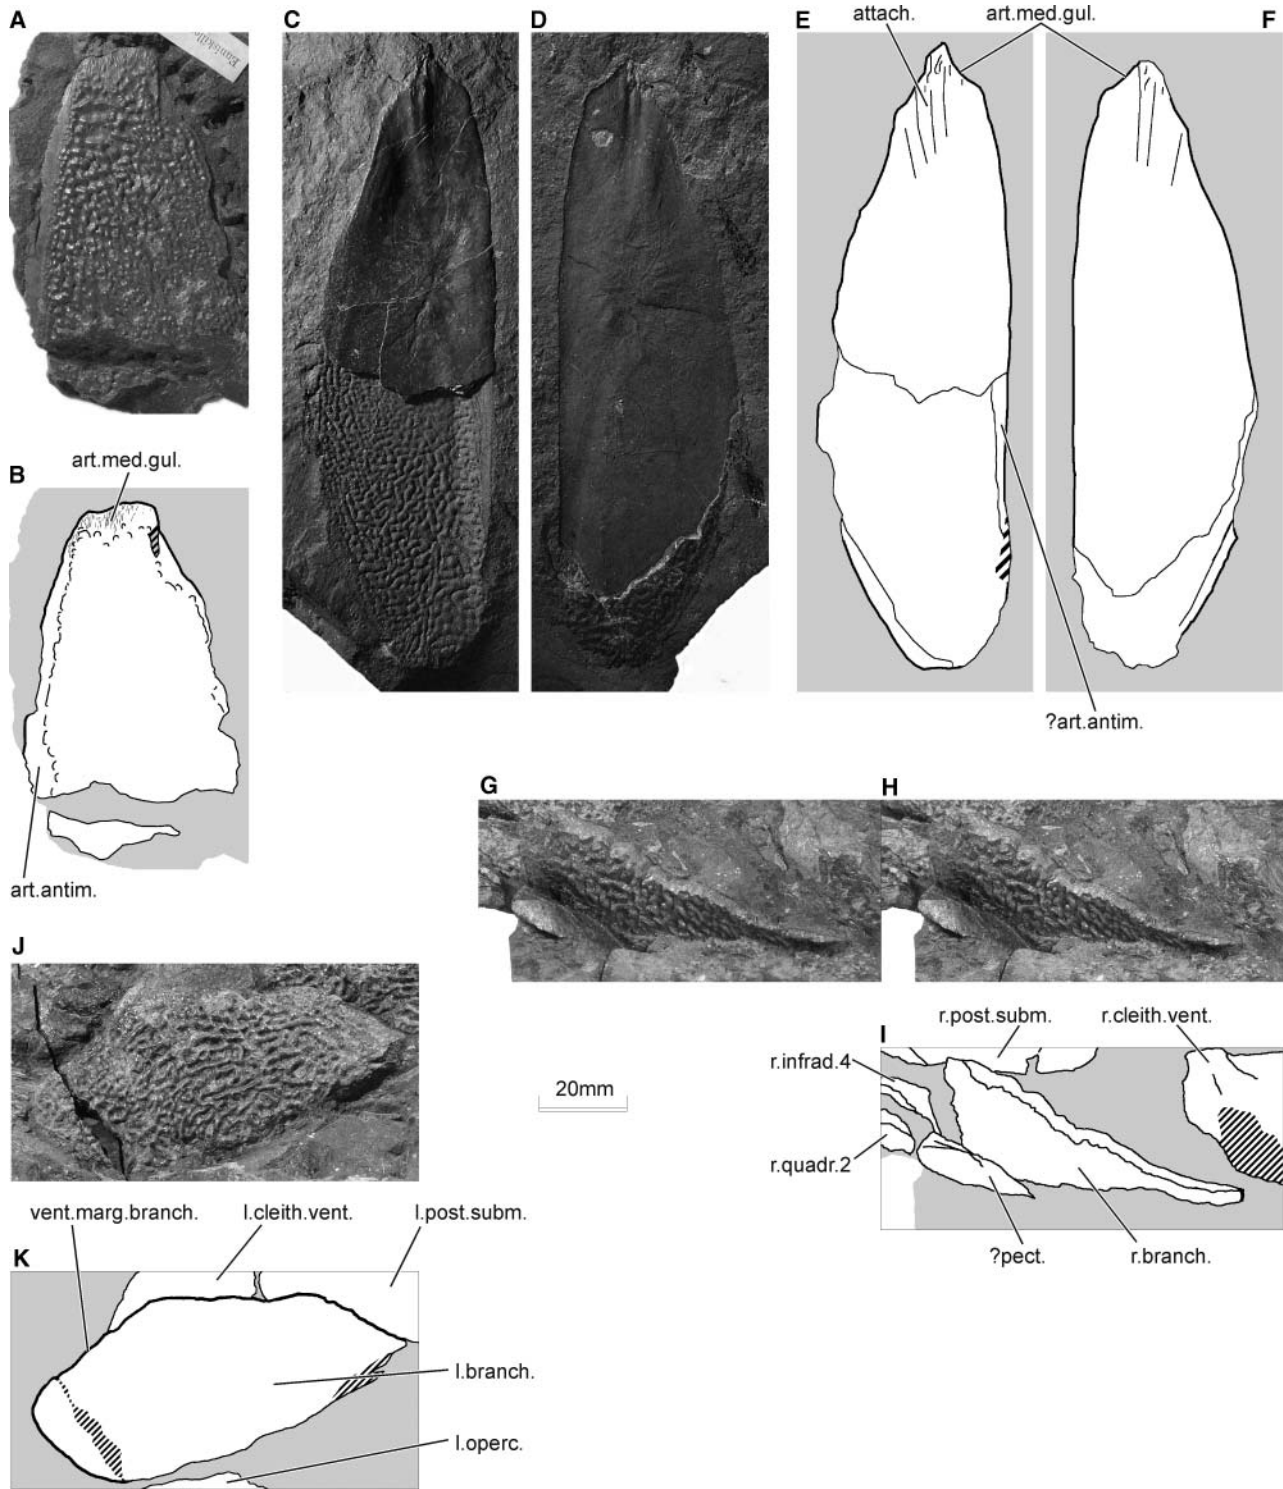 A
C
D
E
attach.
art.med.gul.
F
B
art.med.gul.
art.antim.
?art.antim.
G
H
J
20mm
r.post.subm.
r.cleith.vent.
I
r.infrad.4
r.quadr.2
?pect.
r.branch.
vent.marg.branch.
l.cleith.vent.
l.post.subm.
K
l.branch.
l.operc.